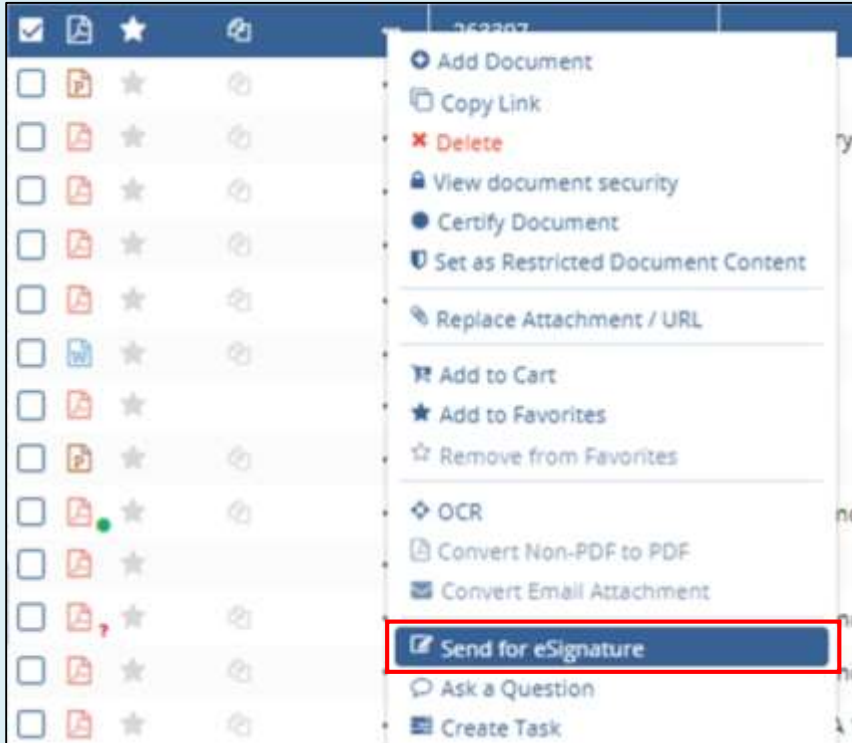 Add Document
Copy Link
Delete
View document security
Certify Document
Set as Restricted Document Content
Replace Attachment / URL
Add to Cart
Add to Favorites
Remove from Favorites
OCR
Convert Non-PDF to PDF
Convert Email Attachment
Send for eSignature
Ask a Question
Create Task